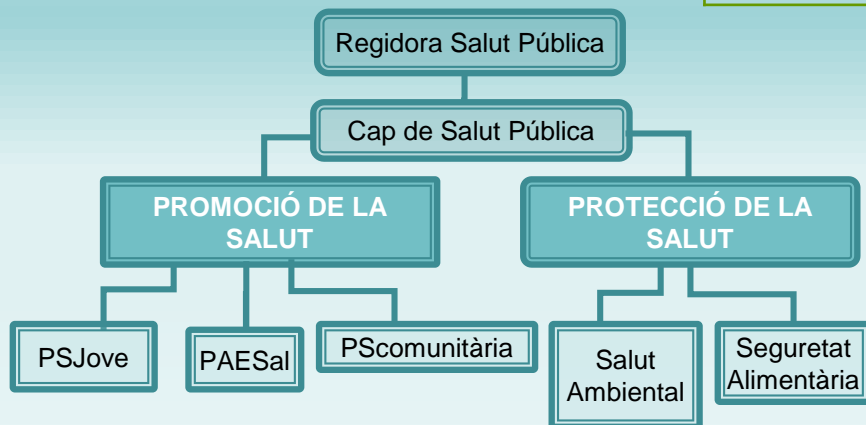 Regidora Salut Pública
Cap de Salut Pública
PROMOCIÓ DE LA
SALUT
PROTECCIÓ DE LA
SALUT
PSJove
PAESal
PScomunitària
Salut
Ambiental
Seguretat
Alimentària